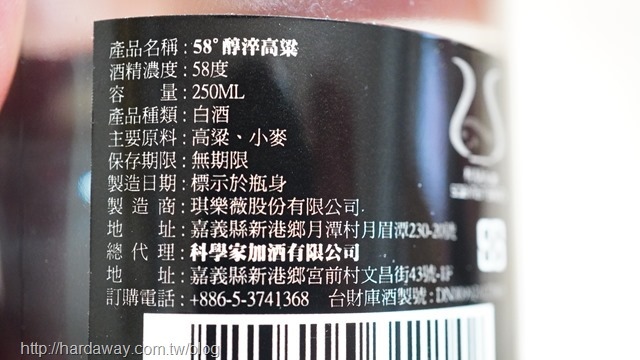 產品名稱：58°醇淬高粱
酒精濃度：58度
容　　量：250ML
產品種類：白酒
主要原料：高粱、小麥
保存期限：無期限
製造日期：標示於瓶身
製 造 商：琪樂薇股份有限公司.
地　　址：嘉義縣新港鄉月潭村月眉潭230-20號
總 代 理：科學家加酒有限公司
地　　址：嘉義縣新港鄉宮前村文昌街43號-1F
訂購電話：+886-5-3741368　台財庫酒製號：
http://hardaway.com.tw/blog